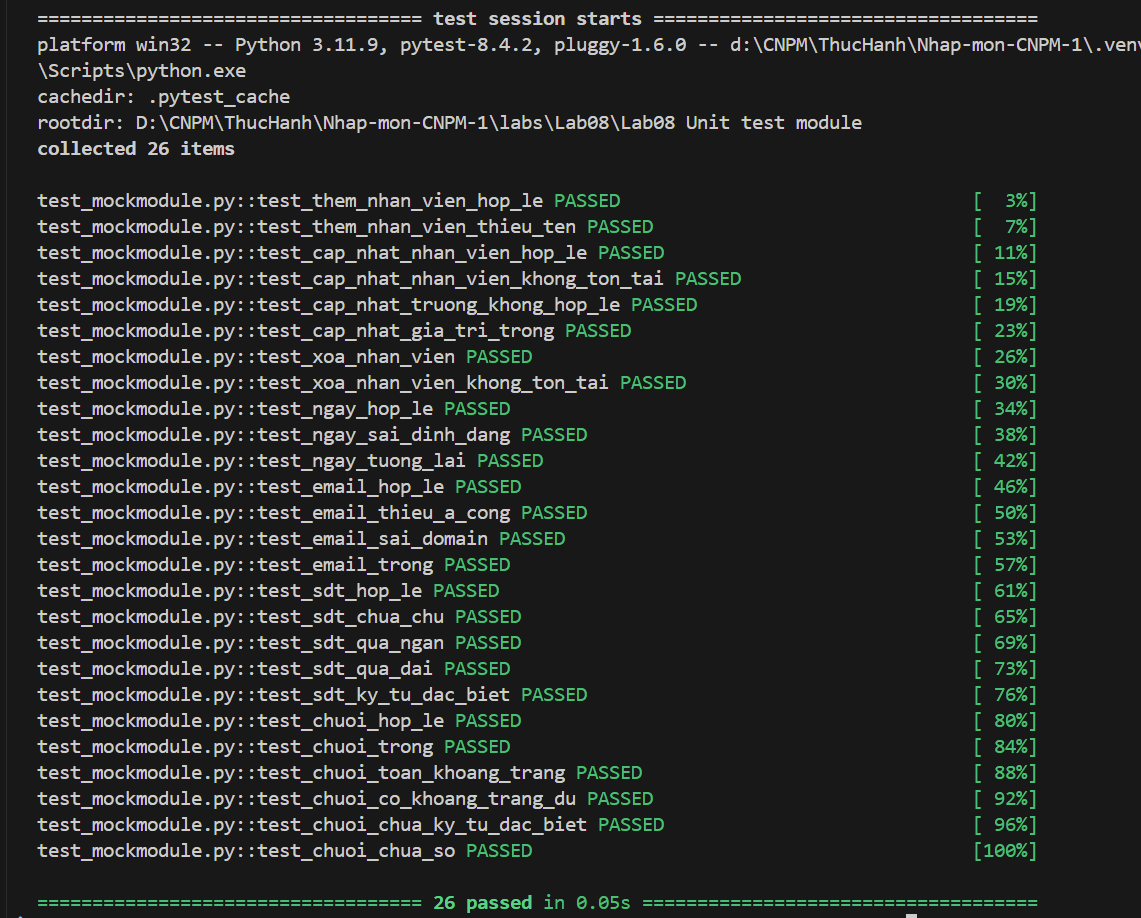 =================================== test session starts ===================================
platform win32 -- Python 3.11.9, pytest-8.4.2, pluggy-1.6.0 -- d:\CNPM\ThucHanh\Nhap-mon-CNPM-1\.venv
\Scripts\python.exe
cachedir: .pytest_cache
rootdir: D:\CNPM\ThucHanh\Nhap-mon-CNPM-1\labs\Lab08\Lab08 Unit test module
collected 26 items
test_mockmodule.py::test_them_nhan_vien_hop_le PASSED [  3%]
test_mockmodule.py::test_them_nhan_vien_thieu_ten PASSED [  7%]
test_mockmodule.py::test_cap_nhat_nhan_vien_hop_le PASSED [ 11%]
test_mockmodule.py::test_cap_nhat_nhan_vien_khong_ton_tai PASSED [ 15%]
test_mockmodule.py::test_cap_nhat_truong_khong_hop_le PASSED [ 19%]
test_mockmodule.py::test_cap_nhat_gia_tri_trong PASSED [ 23%]
test_mockmodule.py::test_xoa_nhan_vien PASSED [ 26%]
test_mockmodule.py::test_xoa_nhan_vien_khong_ton_tai PASSED [ 30%]
test_mockmodule.py::test_ngay_hop_le PASSED [ 34%]
test_mockmodule.py::test_ngay_sai_dinh_dang PASSED [ 38%]
test_mockmodule.py::test_ngay_tuong_lai PASSED [ 42%]
test_mockmodule.py::test_email_hop_le PASSED [ 46%]
test_mockmodule.py::test_email_thieu_a_cong PASSED [ 50%]
test_mockmodule.py::test_email_sai_domain PASSED [ 53%]
test_mockmodule.py::test_email_trong PASSED [ 57%]
test_mockmodule.py::test_sdt_hop_le PASSED [ 61%]
test_mockmodule.py::test_sdt_chua_chu PASSED [ 65%]
test_mockmodule.py::test_sdt_qua_ngan PASSED [ 69%]
test_mockmodule.py::test_sdt_qua_dai PASSED [ 73%]
test_mockmodule.py::test_sdt_ky_tu_dac_biet PASSED [ 76%]
test_mockmodule.py::test_chuoi_hop_le PASSED [ 80%]
test_mockmodule.py::test_chuoi_trong PASSED [ 84%]
test_mockmodule.py::test_chuoi_toan_khoang_trang PASSED [ 88%]
test_mockmodule.py::test_chuoi_co_khoang_trang_du PASSED [ 92%]
test_mockmodule.py::test_chuoi_chua_ky_tu_dac_biet PASSED [ 96%]
test_mockmodule.py::test_chuoi_chua_so PASSED [100%]
=================================== 26 passed in 0.05s ====================================